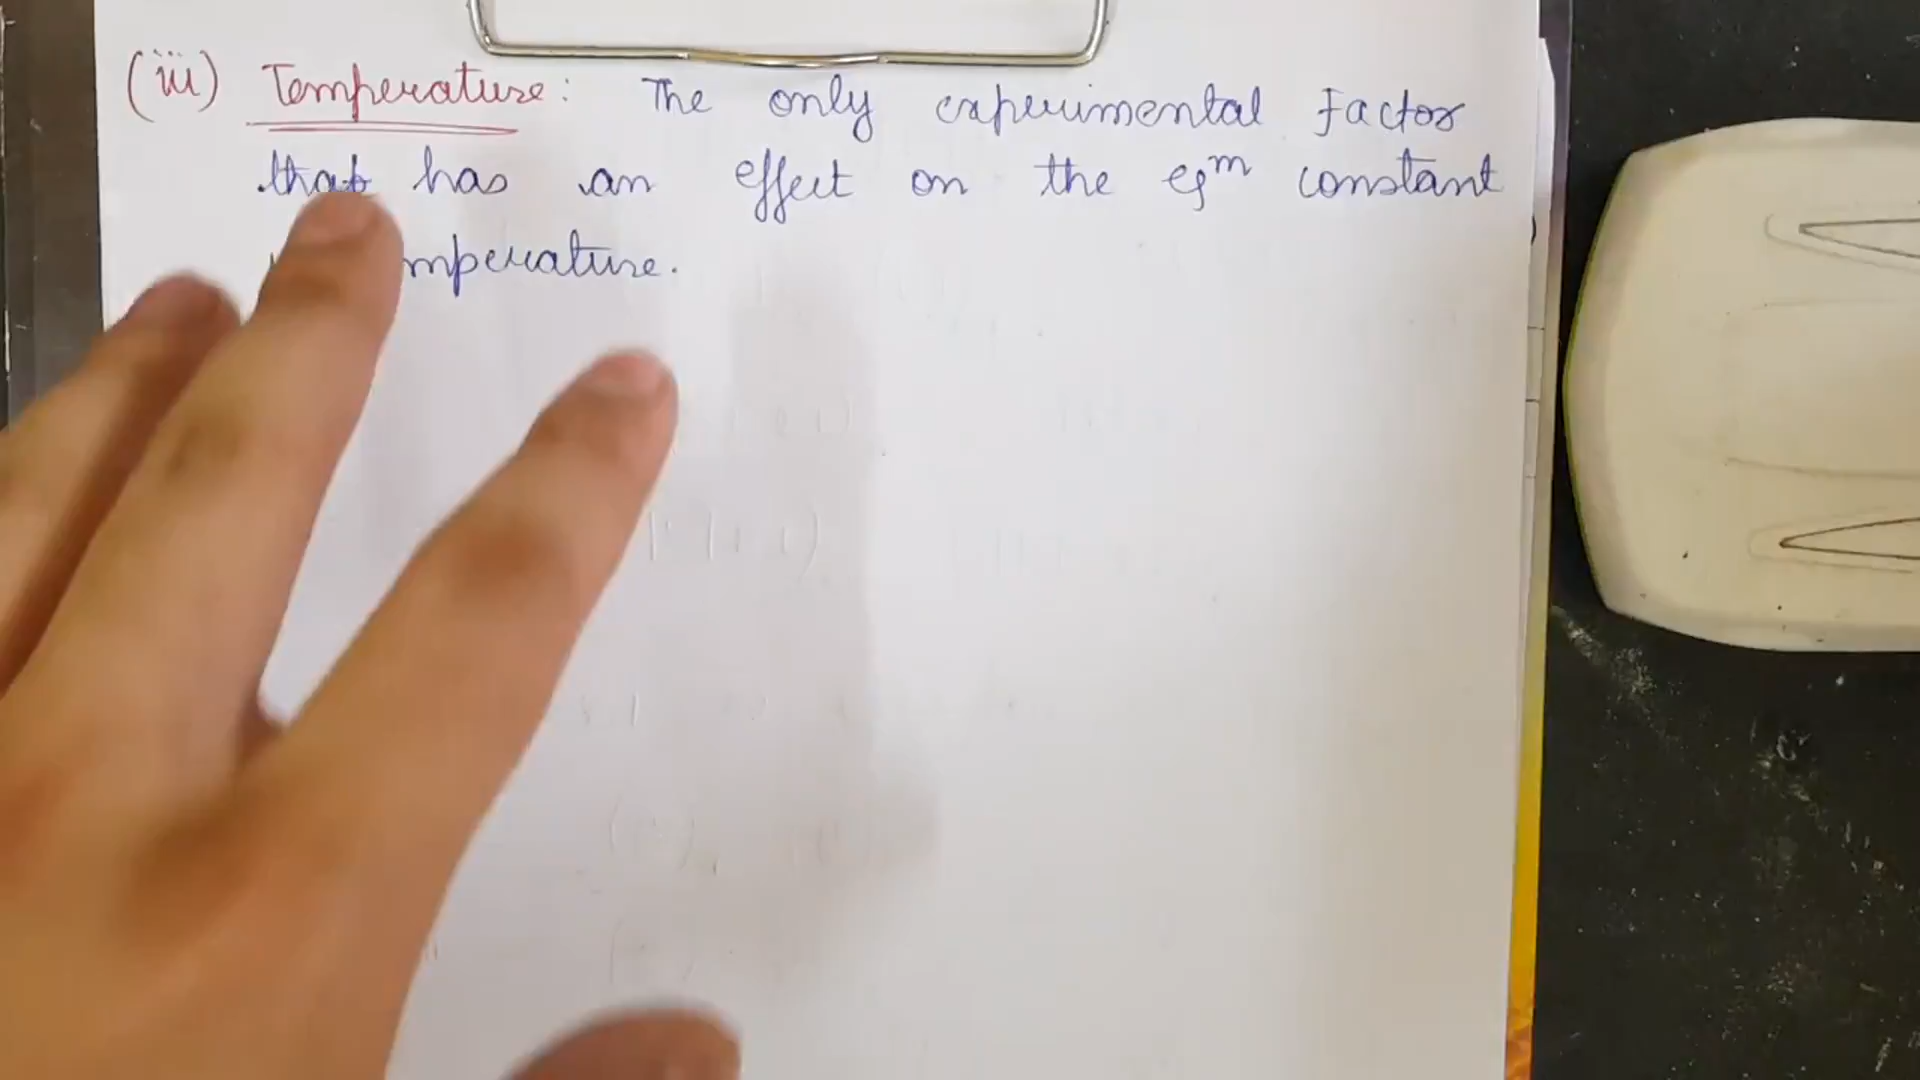 (iii) Temperature: The only experimental Factor
that has an effect on the eqm constant
mperature.